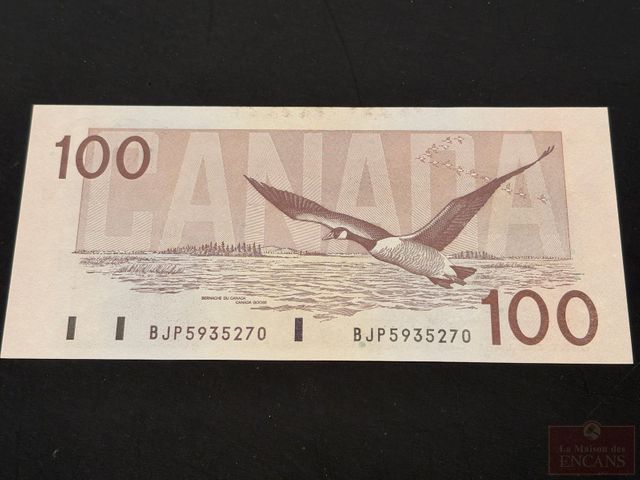 100
CANADA
BERNACHE DU CANADA
CANADA GOOSE
BJP5935270
BJP5935270
100
La Maison des
ENCANS